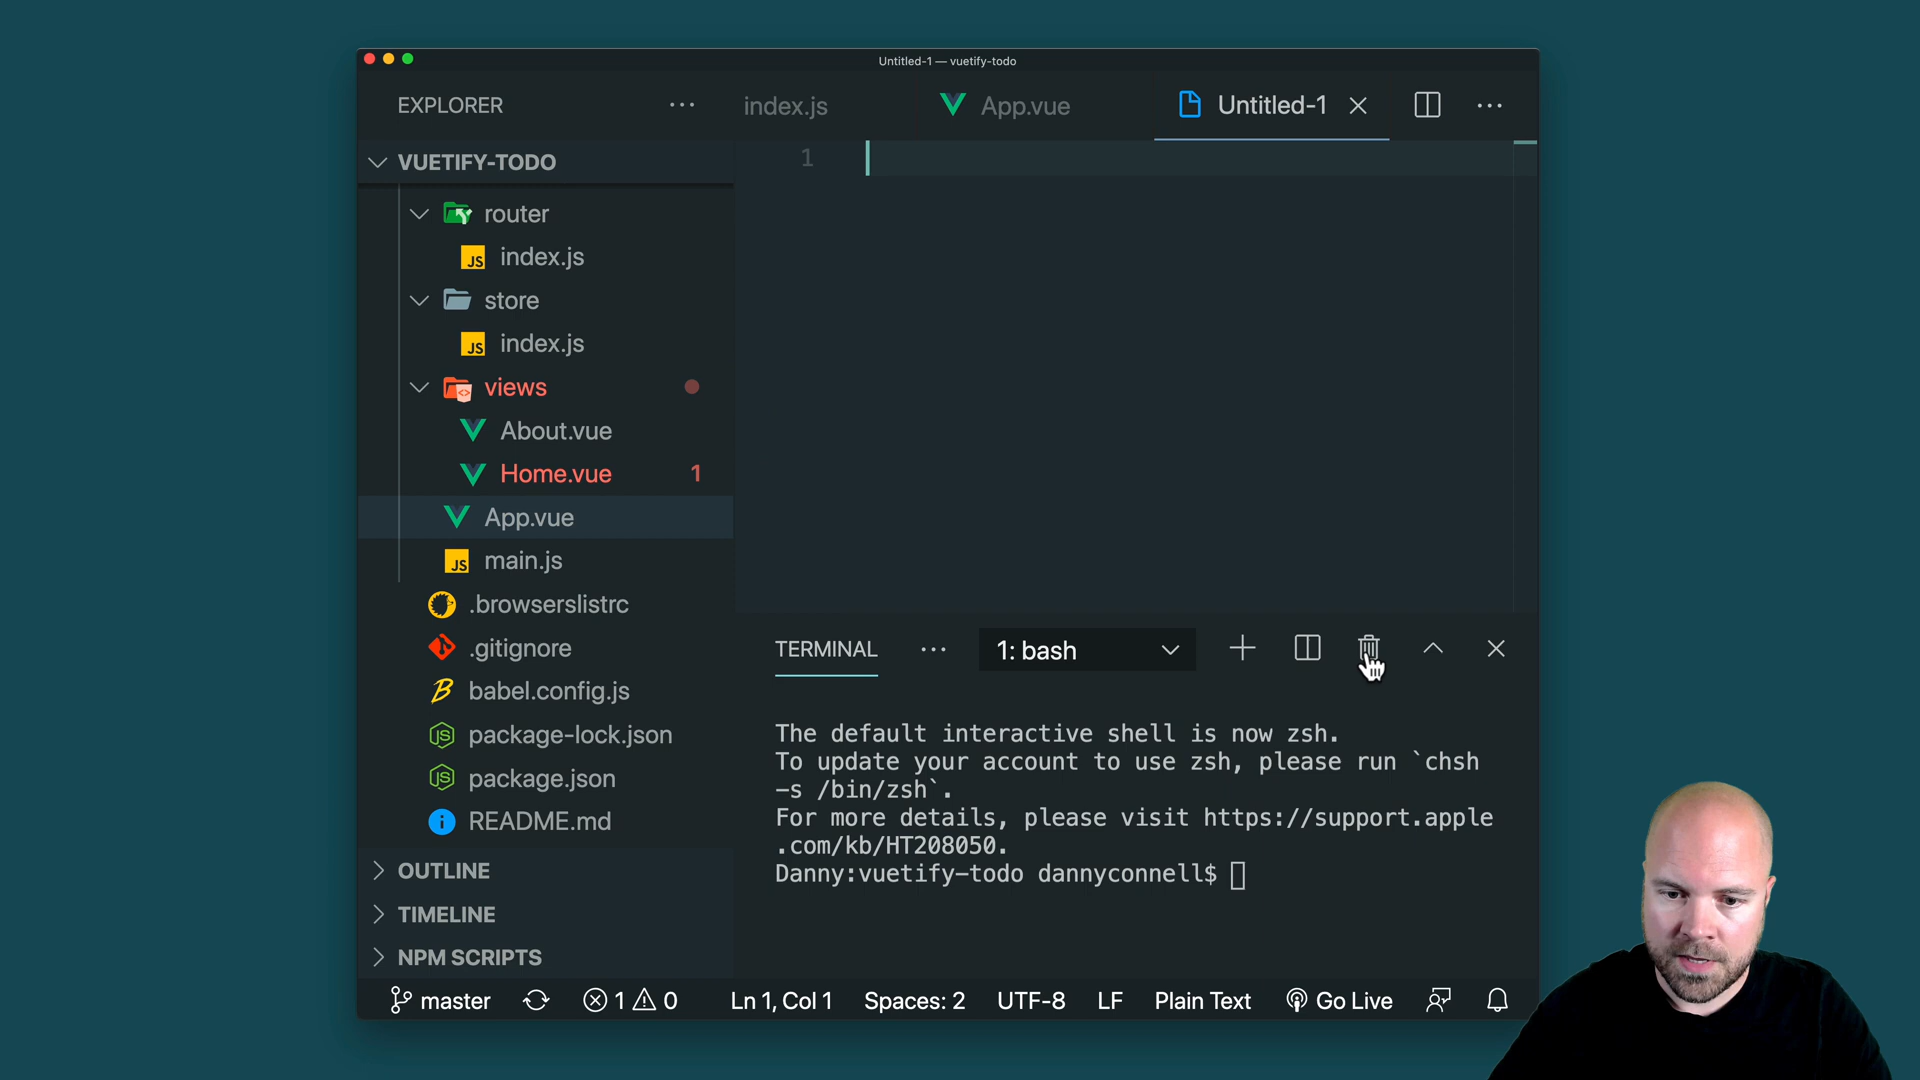 Untitled-1 — vuetify-todo
EXPLORER
index.js
App.vue
Untitled-1
VUETIFY-TODO
1
router
JS index.js
store
JS index.js
views
About.vue
Home.vue 1
App.vue
JS main.js
.browserslistrc
.gitignore
babel.config.js
package-lock.json
package.json
README.md
OUTLINE
TIMELINE
NPM SCRIPTS
TERMINAL
1: bash
The default interactive shell is now zsh.
To update your account to use zsh, please run `chsh
-s /bin/zsh`.
For more details, please visit https://support.apple
.com/kb/HT208050.
Danny:vuetify-todo dannyconnell$
master 1 0 Ln 1, Col 1 Spaces: 2 UTF-8 LF Plain Text Go Live